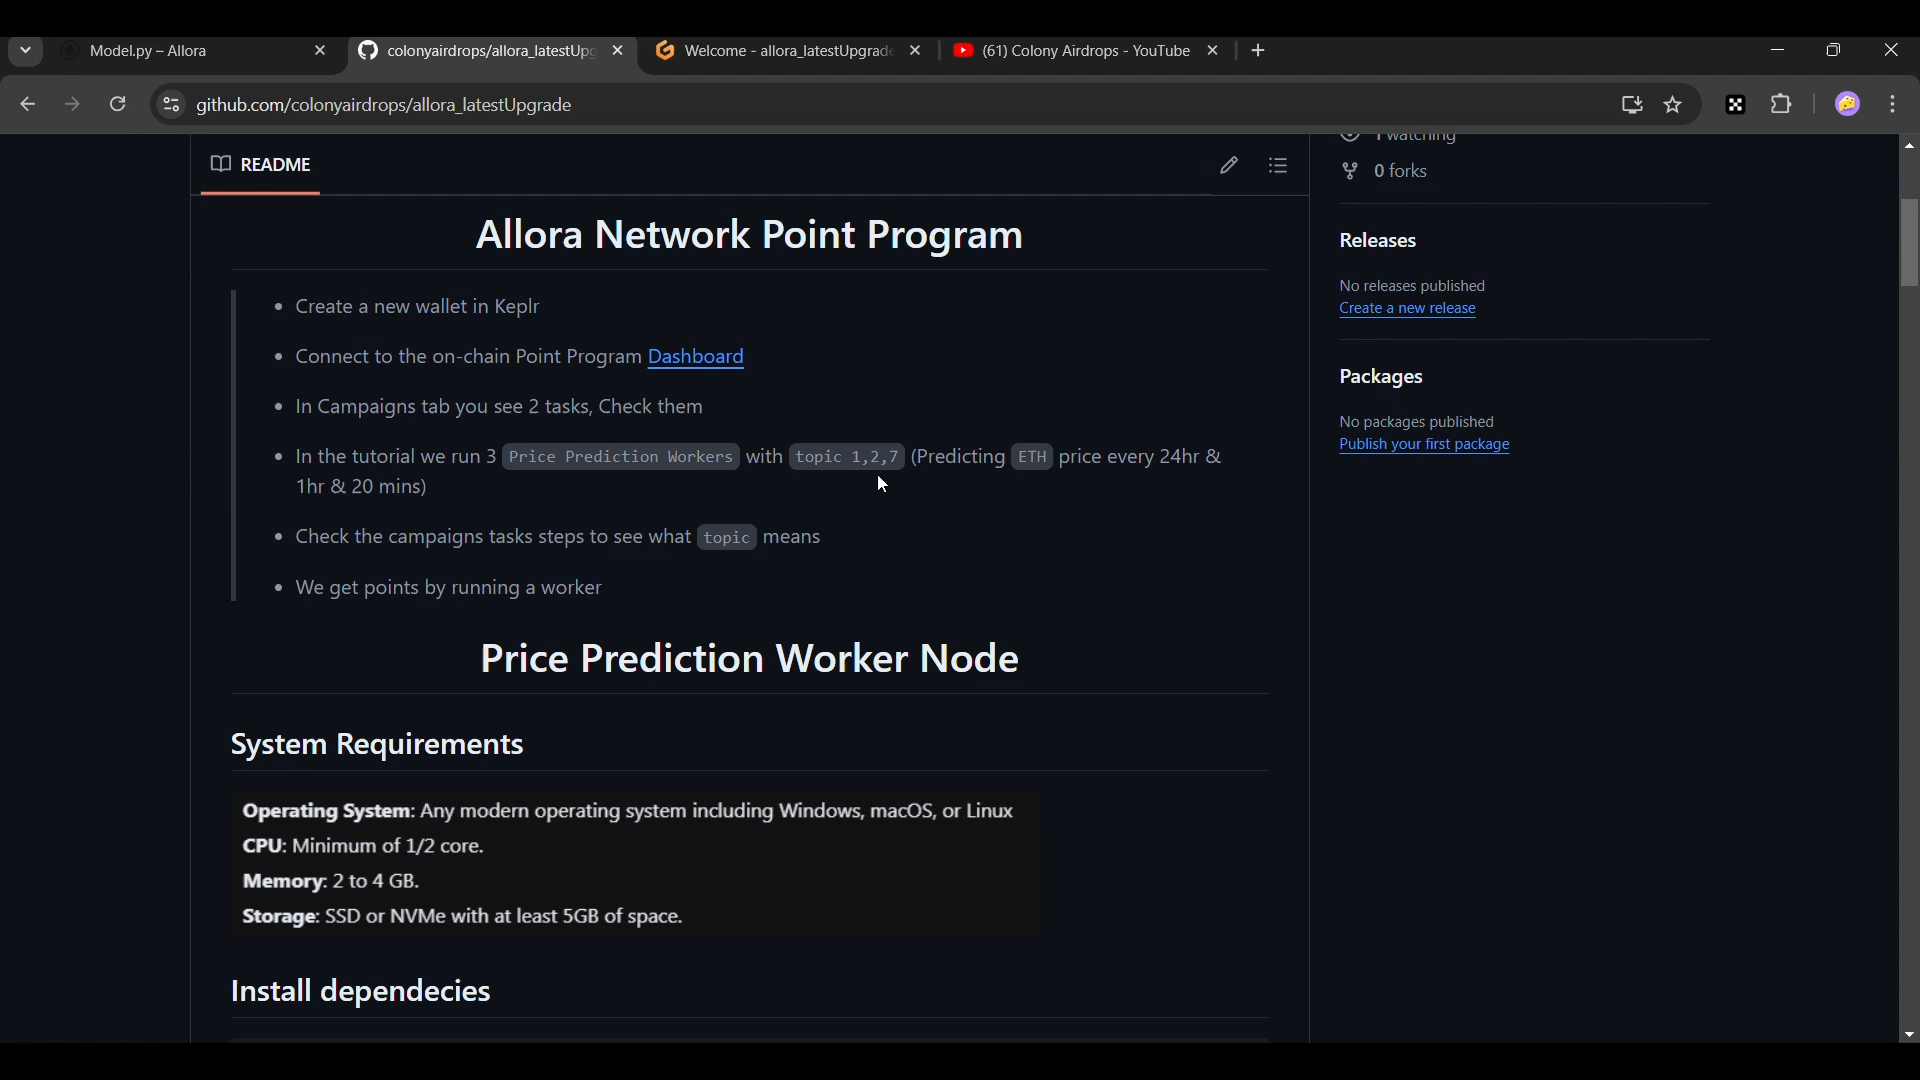 Model.py – Allora
colonyairdrops/allora_latestUpg
Welcome - allora_latestUpgrade
(61) Colony Airdrops - YouTube
github.com/colonyairdrops/allora_latestUpgrade
README
1 watching
0 forks
Allora Network Point Program
Create a new wallet in Keplr
Connect to the on-chain Point Program Dashboard
In Campaigns tab you see 2 tasks, Check them
In the tutorial we run 3 Price Prediction Workers with topic 1,2,7 (Predicting ETH price every 24hr &
1hr & 20 mins)
Check the campaigns tasks steps to see what topic means
We get points by running a worker
Releases
No releases published
Create a new release
Packages
No packages published
Publish your first package
Price Prediction Worker Node
System Requirements
Operating System: Any modern operating system including Windows, macOS, or Linux
CPU: Minimum of 1/2 core.
Memory: 2 to 4 GB.
Storage: SSD or NVMe with at least 5GB of space.
Install dependecies